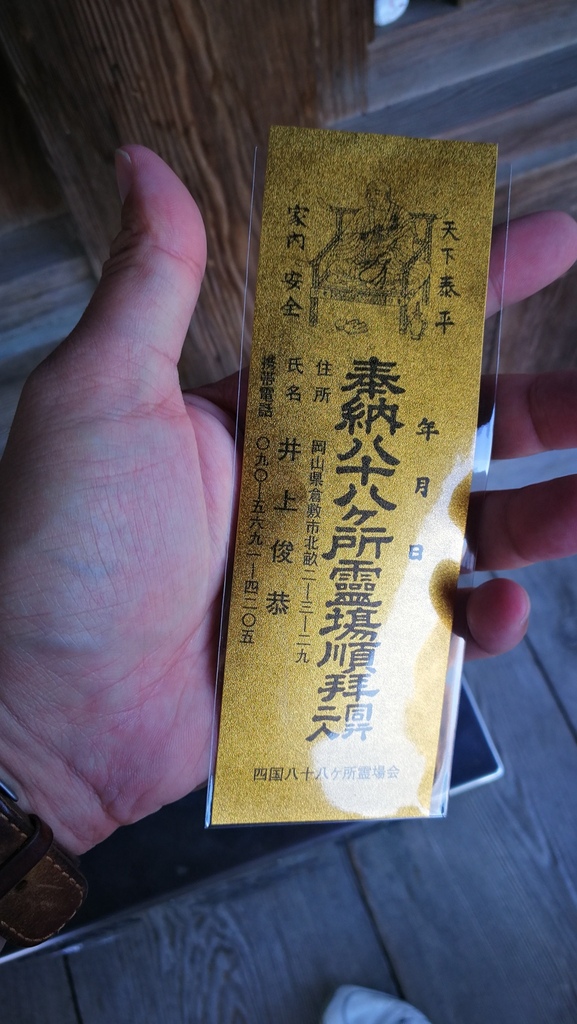 天下泰平
家内安全
年 月 日
奉納八十八ヶ所霊場順拝 同行二人
住所 岡山県倉敷市北畝二―三―二九
氏名 井上俊恭
携帯電話 〇九〇―五六九一―四二〇五
四国八十八ケ所霊場会